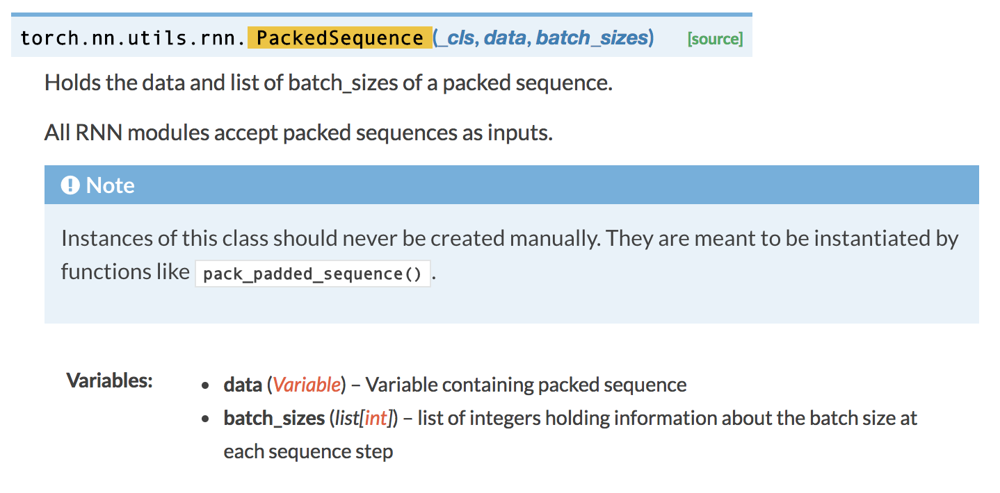 torch.nn.utils.rnn. PackedSequence (_cls, data, batch_sizes) [source]
Holds the data and list of batch_sizes of a packed sequence.
All RNN modules accept packed sequences as inputs.
Note
Instances of this class should never be created manually. They are meant to be instantiated by
functions like pack_padded_sequence() .
Variables:
• data (Variable) – Variable containing packed sequence
• batch_sizes (list[int]) – list of integers holding information about the batch size at
each sequence step